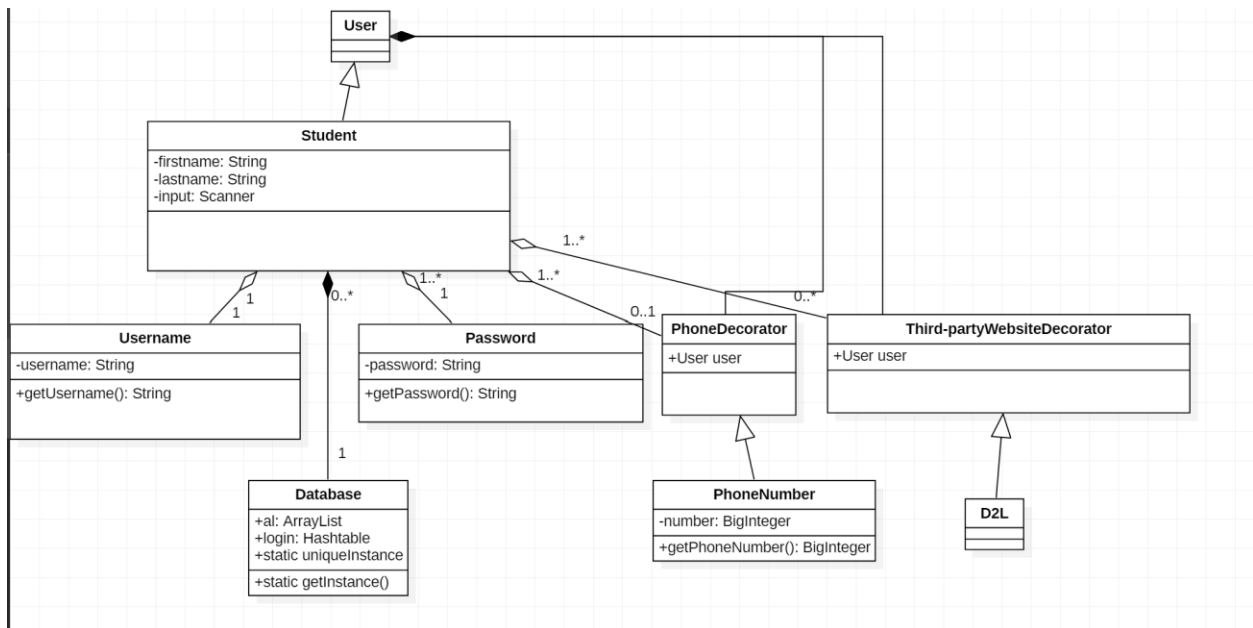 User
Student
-firstname: String
-lastname: String
-input: Scanner
1..*
1..*
1..*
1
1
1
0..*
0..*
0..1
Username
-username: String
+getUsername(): String
Password
-password: String
+getPassword(): String
PhoneDecorator
+User user
Third-partyWebsiteDecorator
+User user
1
Database
+al: ArrayList
+login: Hashtable
+static uniqueInstance
+static getInstance()
PhoneNumber
-number: BigInteger
+getPhoneNumber(): BigInteger
D2L